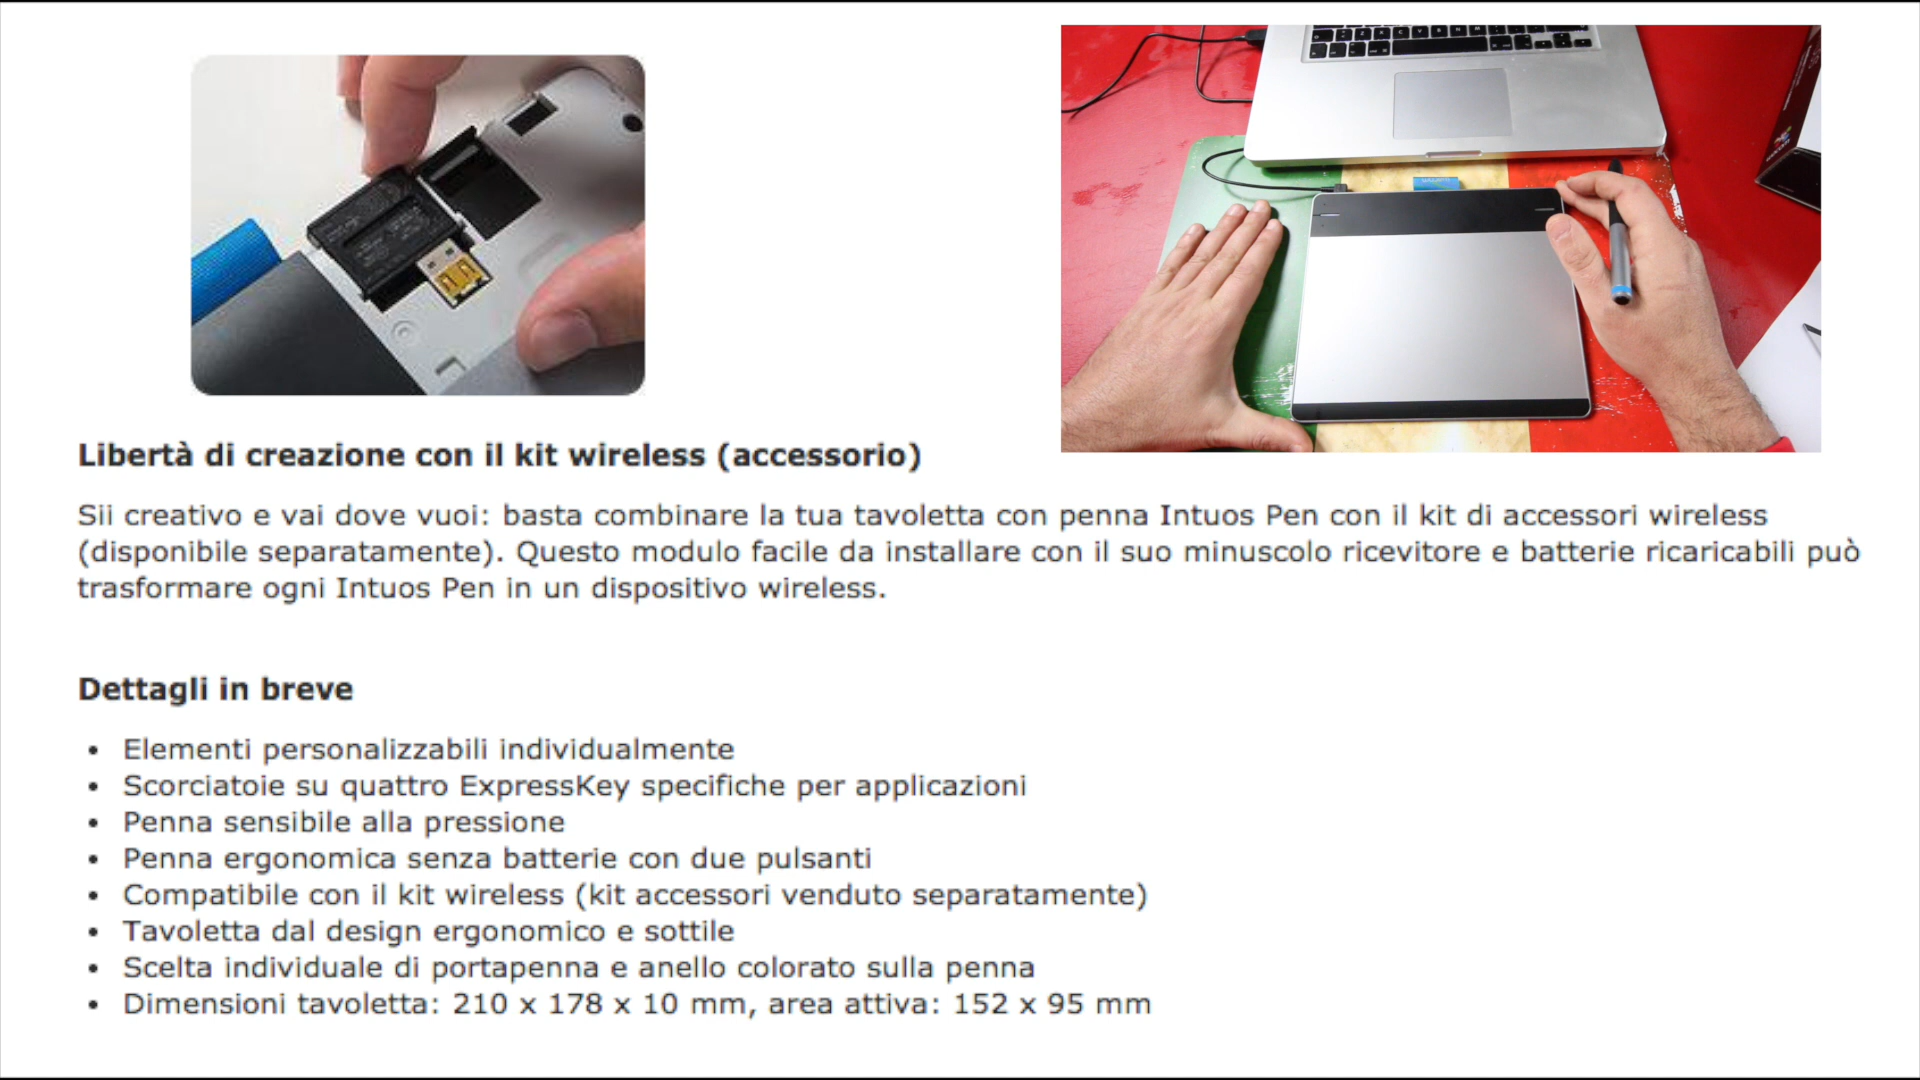 Libertà di creazione con il kit wireless (accessorio)
Sii creativo e vai dove vuoi: basta combinare la tua tavoletta con penna Intuos Pen con il kit di accessori wireless
(disponibile separatamente). Questo modulo facile da installare con il suo minuscolo ricevitore e batterie ricaricabili può
trasformare ogni Intuos Pen in un dispositivo wireless.
Dettagli in breve
• Elementi personalizzabili individualmente
• Scorciatoie su quattro ExpressKey specifiche per applicazioni
• Penna sensibile alla pressione
• Penna ergonomica senza batterie con due pulsanti
• Compatibile con il kit wireless (kit accessori venduto separatamente)
• Tavoletta dal design ergonomico e sottile
• Scelta individuale di portapenna e anello colorato sulla penna
• Dimensioni tavoletta: 210 x 178 x 10 mm, area attiva: 152 x 95 mm